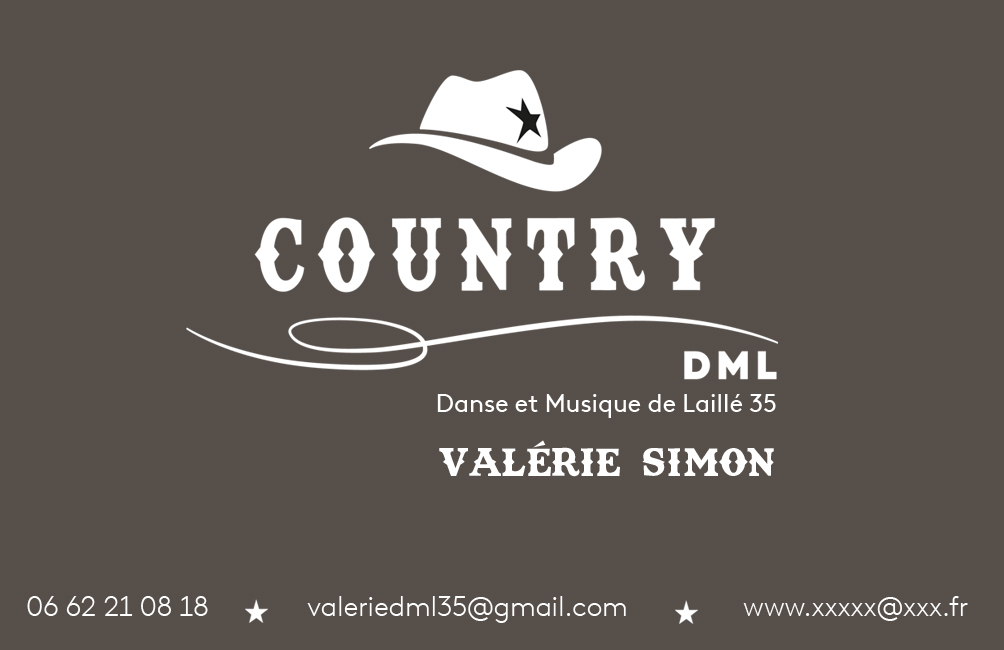 COUNTRY
DML
Danse et Musique de Laillé 35
VALÉRIE SIMON
06 62 21 08 18 ★ valeriedml35@gmail.com ★ www.xxxxx@xxx.fr